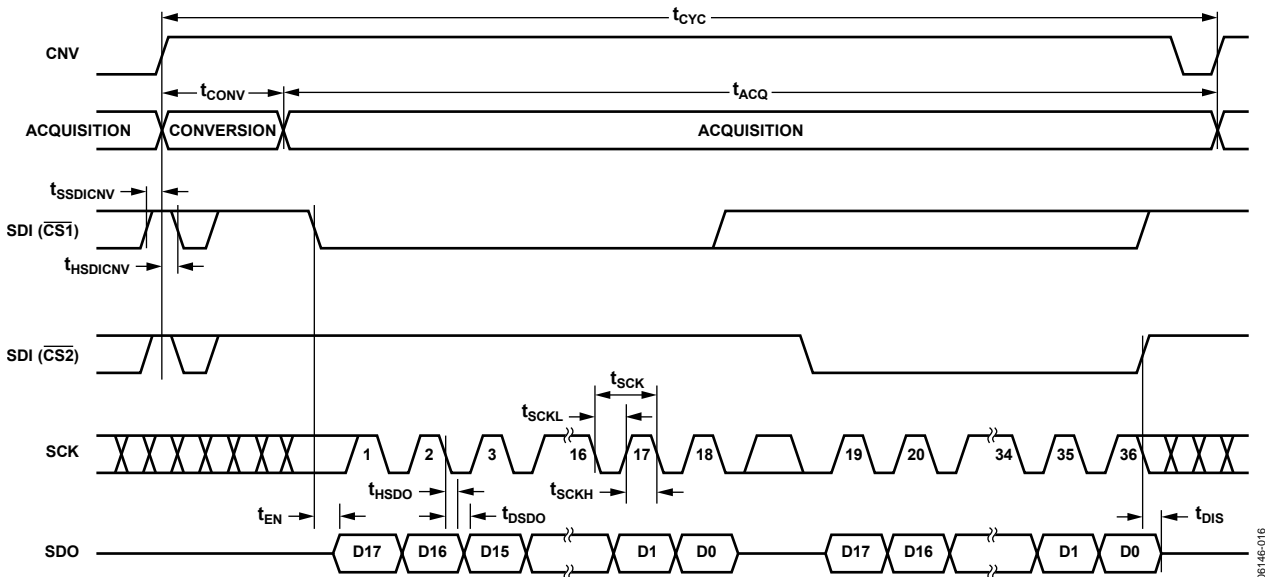 tCYC
CNV
tCONV
tACQ
ACQUISITION CONVERSION ACQUISITION
tSSDICNV
SDI (CS1)
tHSDICNV
SDI (CS2)
tSCK
tSCKL
SCK 1 2 3 16 17 18 19 20 34 35 36
tHSDO
tSCKH
tEN
tDSDO
tDIS
SDO D17 D16 D15 D1 D0 D17 D16 D1 D0
06146-016